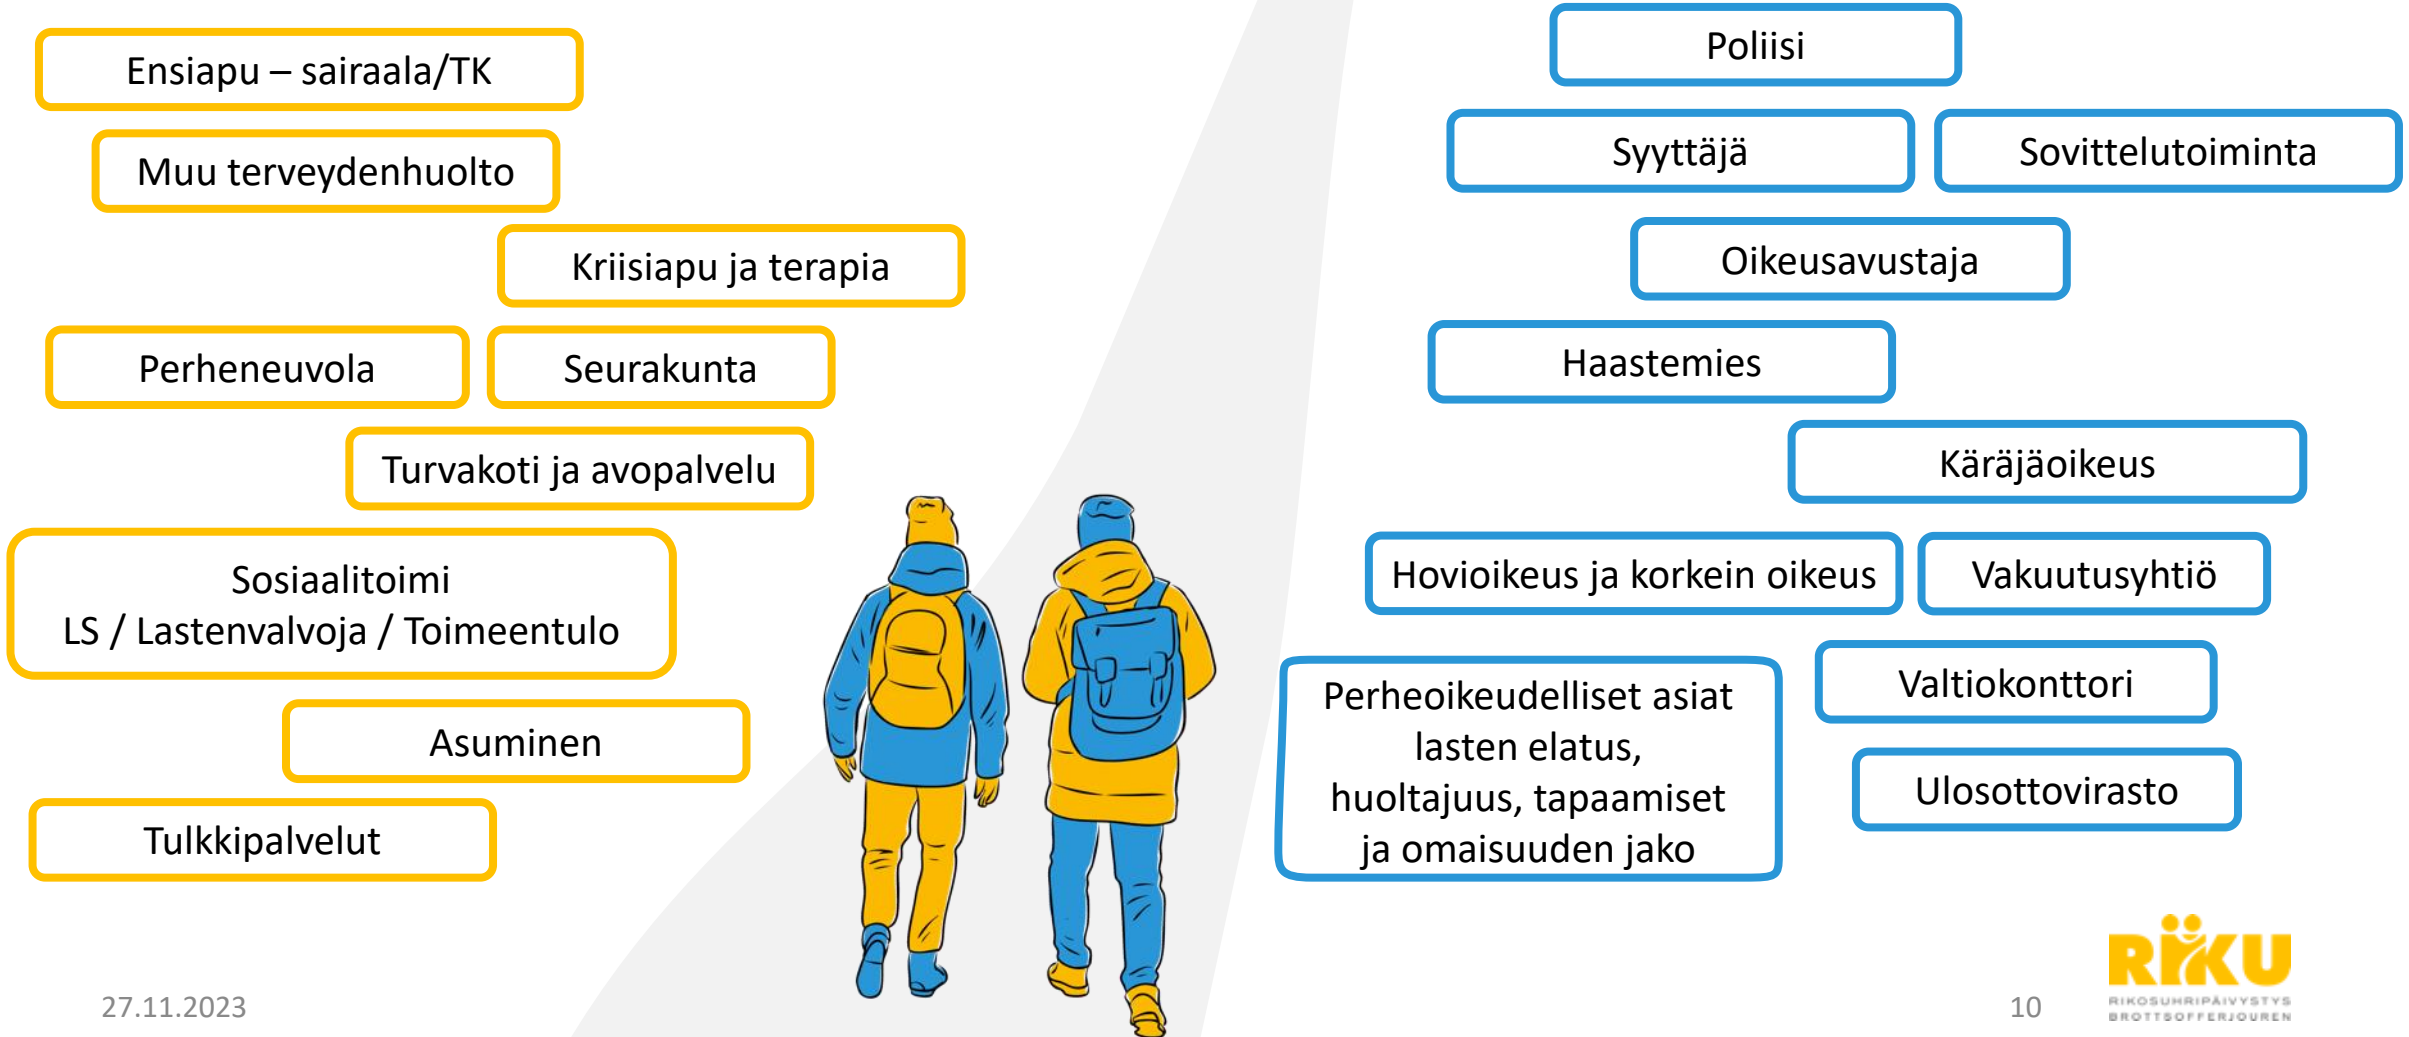 Ensiapu – sairaala/TK
Muu terveydenhuolto
Kriisiapu ja terapia
Perheneuvola
Seurakunta
Turvakoti ja avopalvelu
Sosiaalitoimi
LS / Lastenvalvoja / Toimeentulo
Asuminen
Tulkkipalvelut
Poliisi
Syyttäjä
Sovittelutoiminta
Oikeusavustaja
Haastemies
Käräjäoikeus
Hovioikeus ja korkein oikeus
Vakuutusyhtiö
Perheoikeudelliset asiat
lasten elatus,
huoltajuus, tapaamiset
ja omaisuuden jako
Valtiokonttori
Ulosottovirasto
27.11.2023
10
RIKU
RIKOSUHRIPÄIVYSTYS
BROTTSOFFERJOUREN